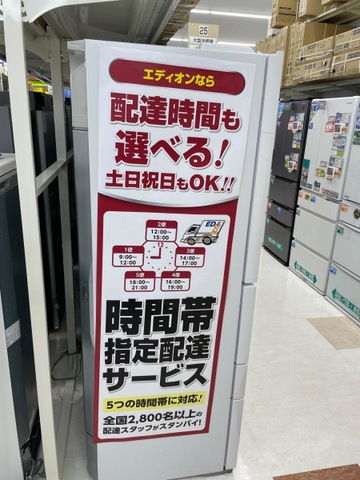 25
エディオンなら
配達時間も
選べる!
土日祝日もOK!!
2便
12:00〜
15:00
EDi
1便
9:00〜
12:00
3便
14:00〜
17:00
5便
18:00〜
21:00
4便
16:00〜
19:00
時間帯
指定配達
サービス
5つの時間帯に対応!
全国2,800名以上の
配達スタッフがスタンバイ!